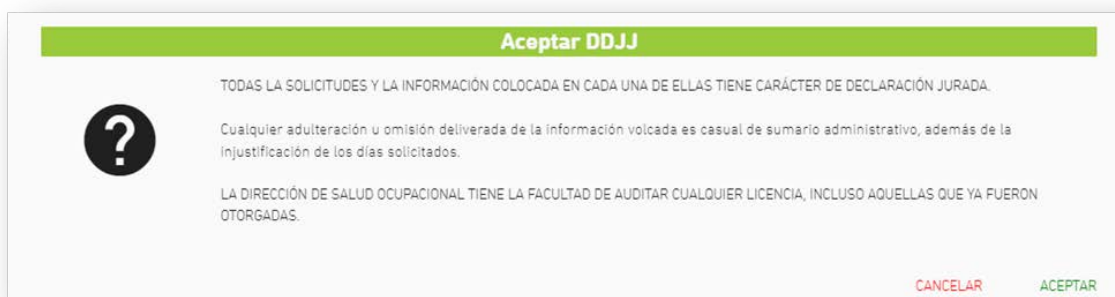 Aceptar DDJJ
TODAS LA SOLICITUDES Y LA INFORMACIÓN COLOCADA EN CADA UNA DE ELLAS TIENE CARÁCTER DE DECLARACIÓN JURADA.
Cualquier adulteración u omisión deliverada de la información volcada es casual de sumario administrativo, además de la
injustificación de los días solicitados.
LA DIRECCIÓN DE SALUD OCUPACIONAL TIENE LA FACULTAD DE AUDITAR CUALQUIER LICENCIA, INCLUSO AQUELLAS QUE YA FUERON
OTORGADAS.
CANCELAR ACEPTAR